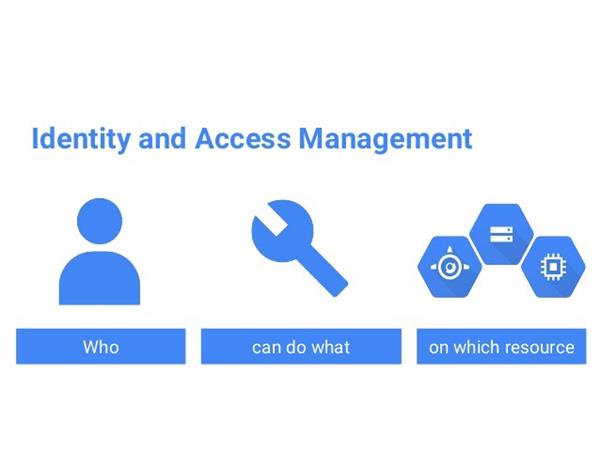 Identity and Access Management
Who
can do what
on which resource